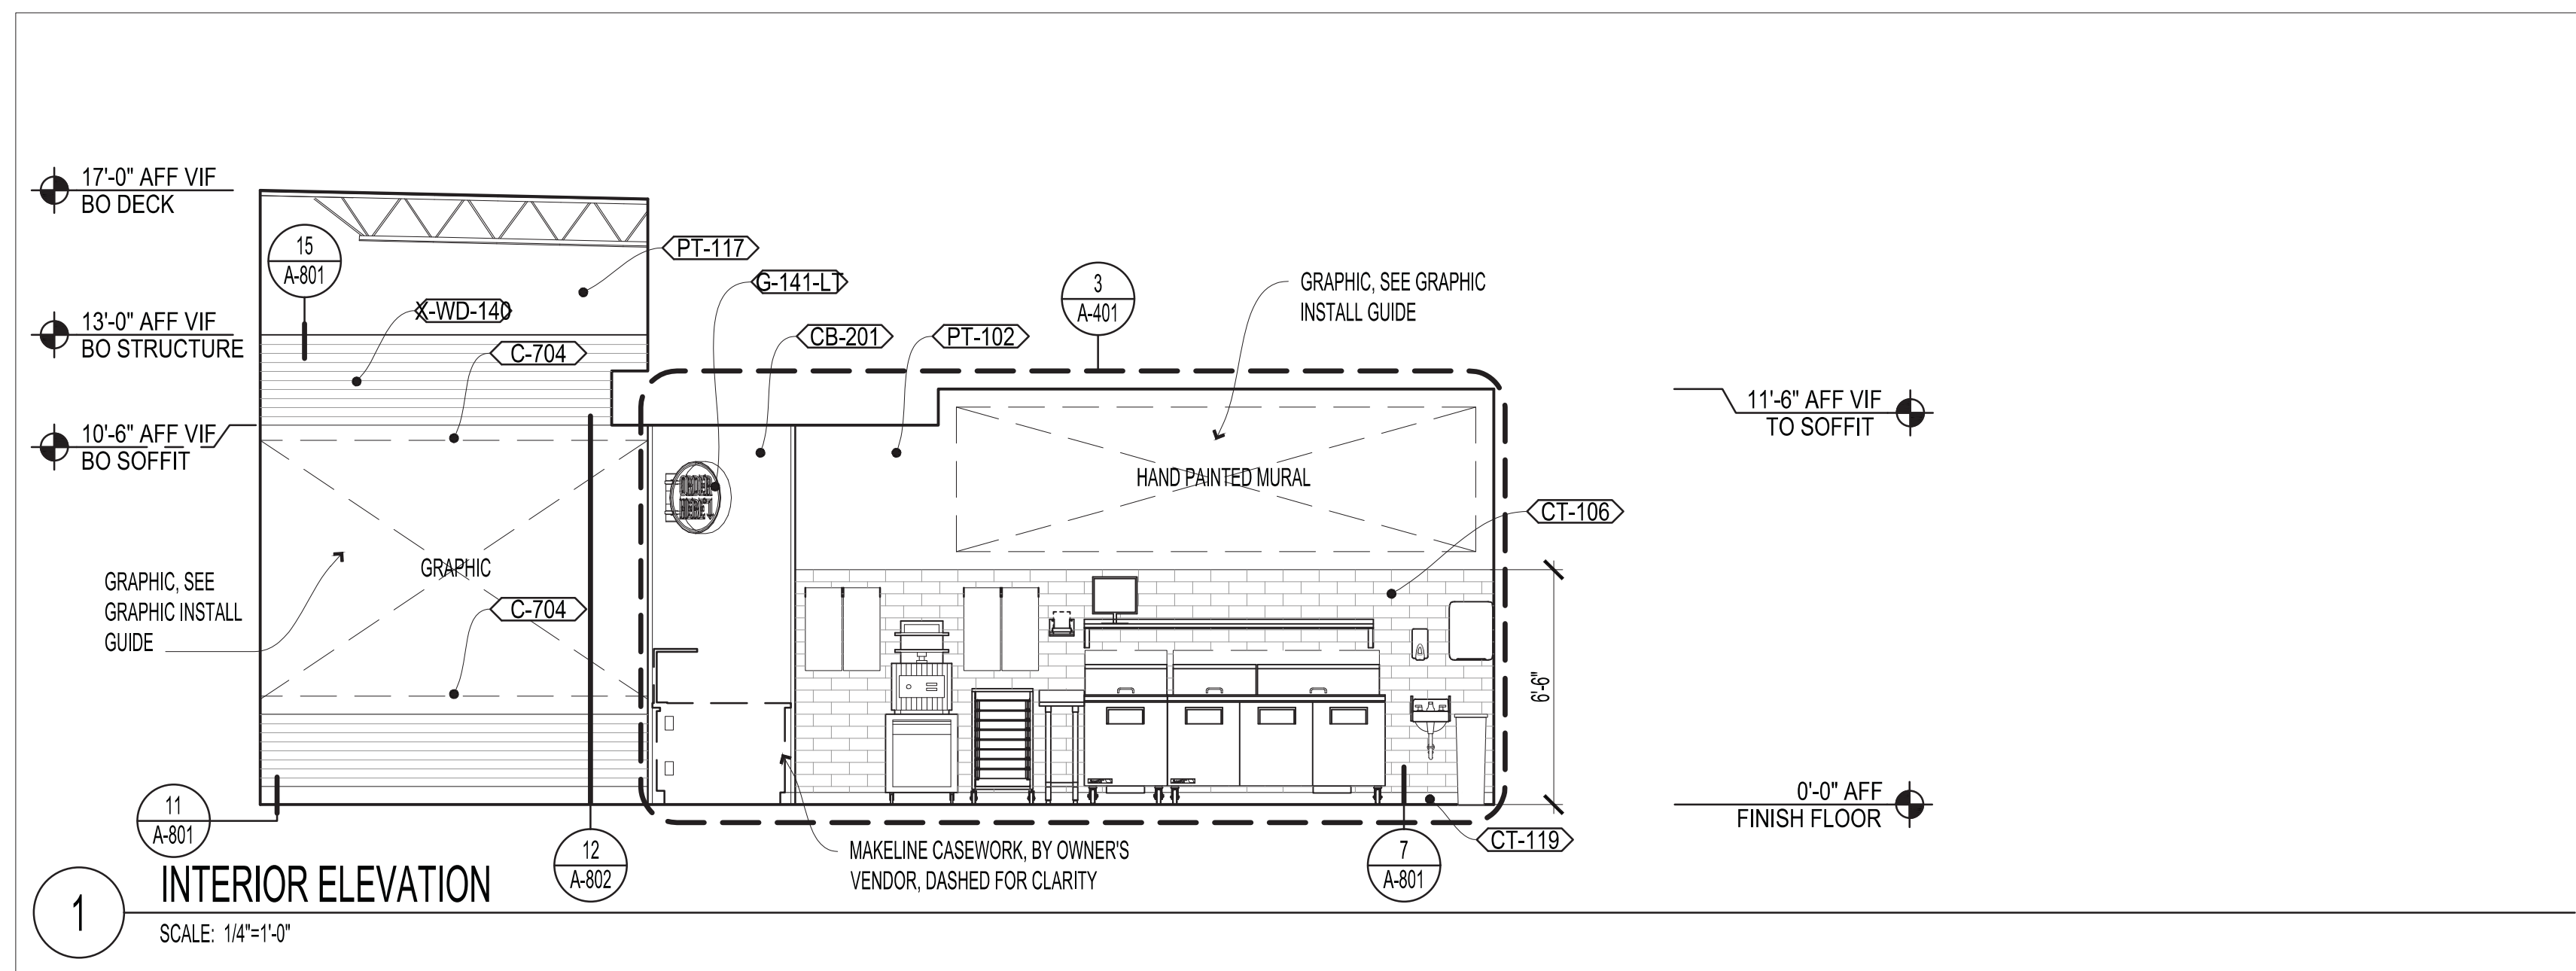 17'-0" AFF VIF
BO DECK
15
A-801
PT-117
G-141-LT
3
A-401
GRAPHIC, SEE GRAPHIC
INSTALL GUIDE
X-WD-140
13'-0" AFF VIF
BO STRUCTURE
C-704
CB-201
PT-102
11'-6" AFF VIF
TO SOFFIT
10'-6" AFF VIF
BO SOFFIT
HAND PAINTED MURAL
ORDER
HERE
CT-106
GRAPHIC
GRAPHIC, SEE
GRAPHIC INSTALL
GUIDE
C-704
6'-6"
0'-0" AFF
FINISH FLOOR
11
A-801
12
A-802
MAKELINE CASEWORK, BY OWNER'S
VENDOR, DASHED FOR CLARITY
7
A-801
CT-119
1
INTERIOR ELEVATION
SCALE: 1/4"=1'-0"